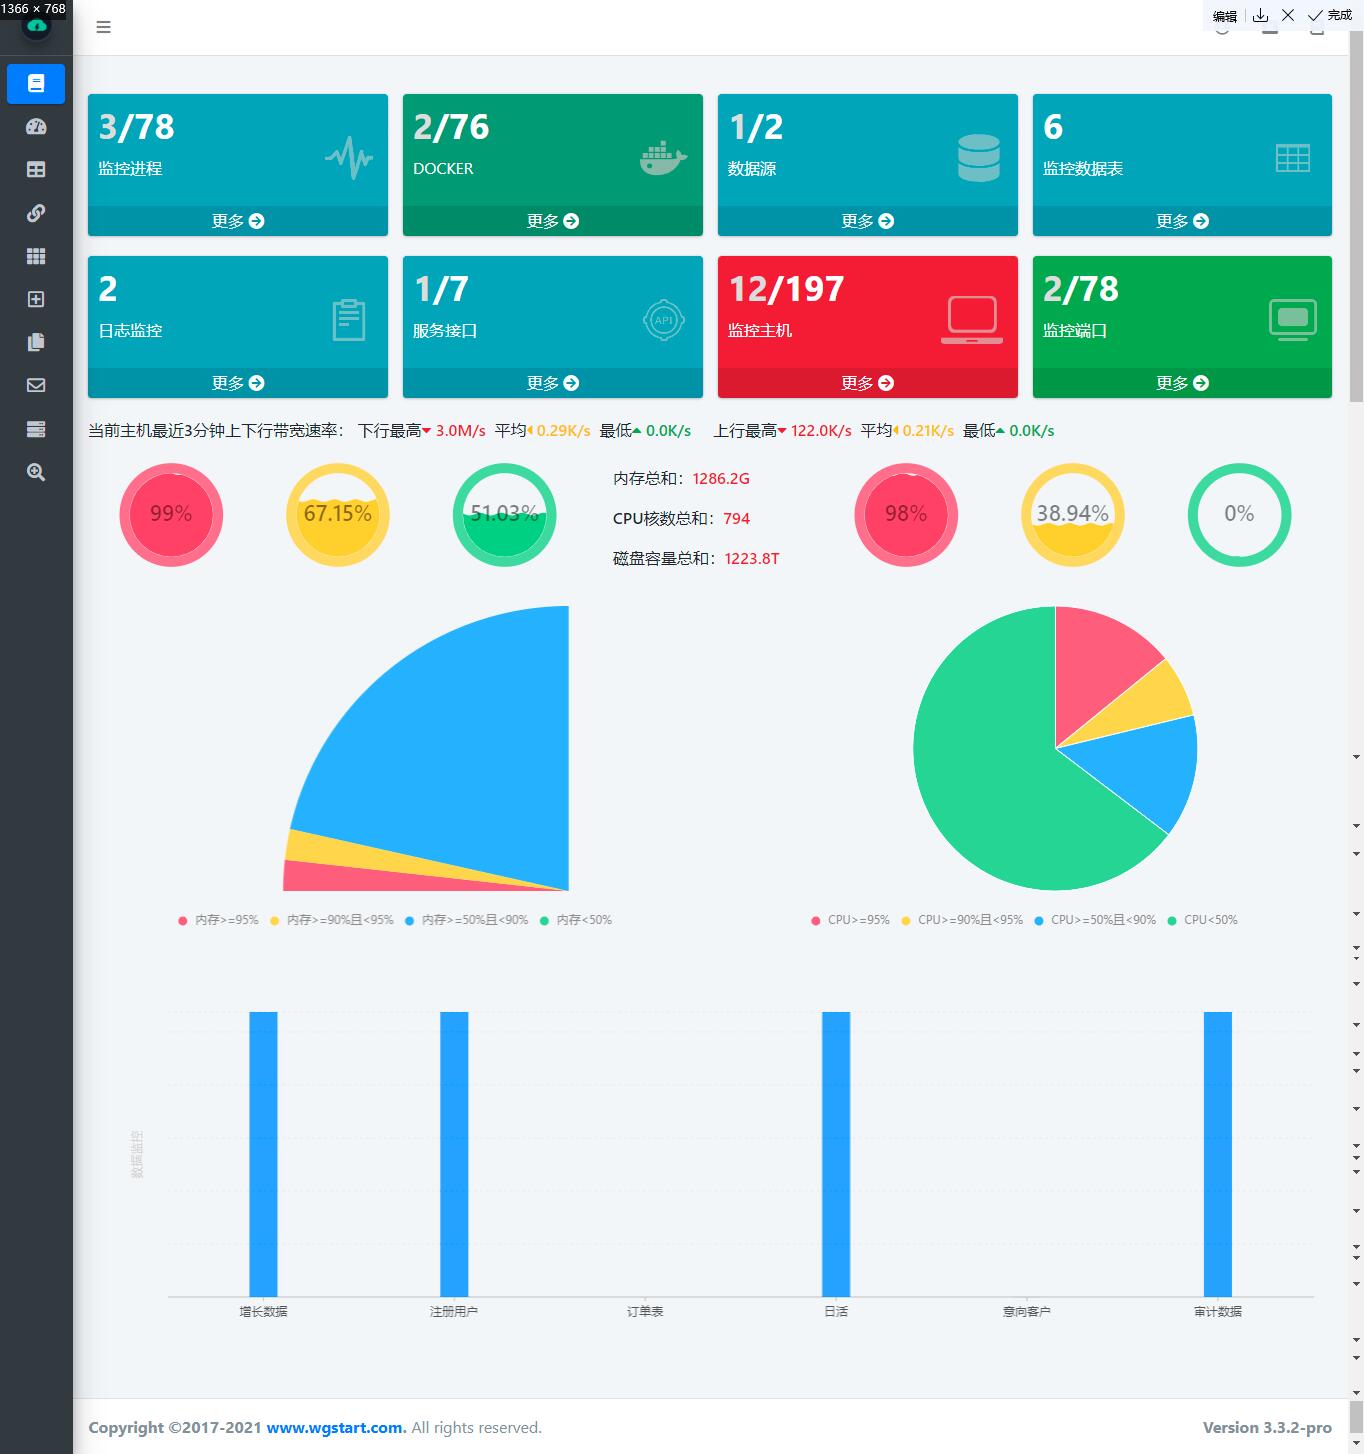 1366 × 768
编辑
完成
3/78
监控进程
更多
2/76
DOCKER
更多
1/2
数据源
更多
6
监控数据表
更多
2
日志监控
更多
1/7
服务接口
API
更多
12/197
监控主机
更多
2/78
监控端口
更多
当前主机最近3分钟上下行带宽速率： 下行最高 3.0M/s 平均 0.29K/s 最低 0.0K/s 上行最高 122.0K/s 平均 0.21K/s 最低 0.0K/s
99%
67.15%
51.03%
内存总和：1286.2G
CPU核数总和：794
磁盘容量总和：1223.8T
98%
38.94%
0%
内存>=95% 内存>=90%且<95% 内存>=50%且<90% 内存<50%
CPU>=95% CPU>=90%且<95% CPU>=50%且<90% CPU<50%
数据监控
增长数据 注册用户 订单表 日活 意向客户 审计数据
Copyright ©2017-2021 www.wgstart.com. All rights reserved.
Version 3.3.2-pro